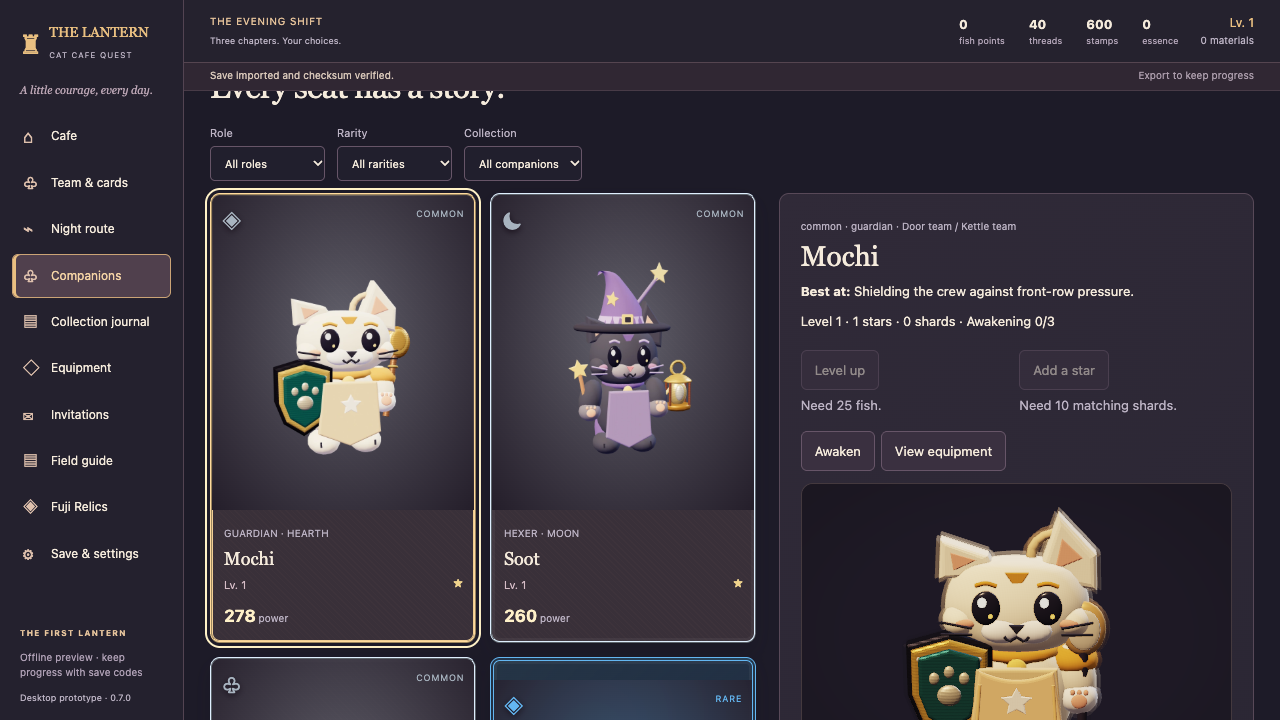 THE LANTERN
CAT CAFE QUEST
A little courage, every day.
Cafe
Team & cards
Night route
Companions
Collection journal
Equipment
Invitations
Field guide
Fuji Relics
Save & settings
THE FIRST LANTERN
Offline preview · keep
progress with save codes
Desktop prototype · 0.7.0
THE EVENING SHIFT
Three chapters. Your choices.
0
fish points
40
threads
600
stamps
0
essence
Lv. 1
0 materials
Save imported and checksum verified.
Export to keep progress
Every seat has a story.
Role
Rarity
Collection
All roles
All rarities
All companions
COMMON
GUARDIAN · HEARTH
Mochi
Lv. 1
278 power
COMMON
HEXER · MOON
Soot
Lv. 1
260 power
COMMON
RARE
common · guardian · Door team / Kettle team
Mochi
Best at: Shielding the crew against front-row pressure.
Level 1 · 1 stars · 0 shards · Awakening 0/3
Level up
Need 25 fish.
Add a star
Need 10 matching shards.
Awaken
View equipment